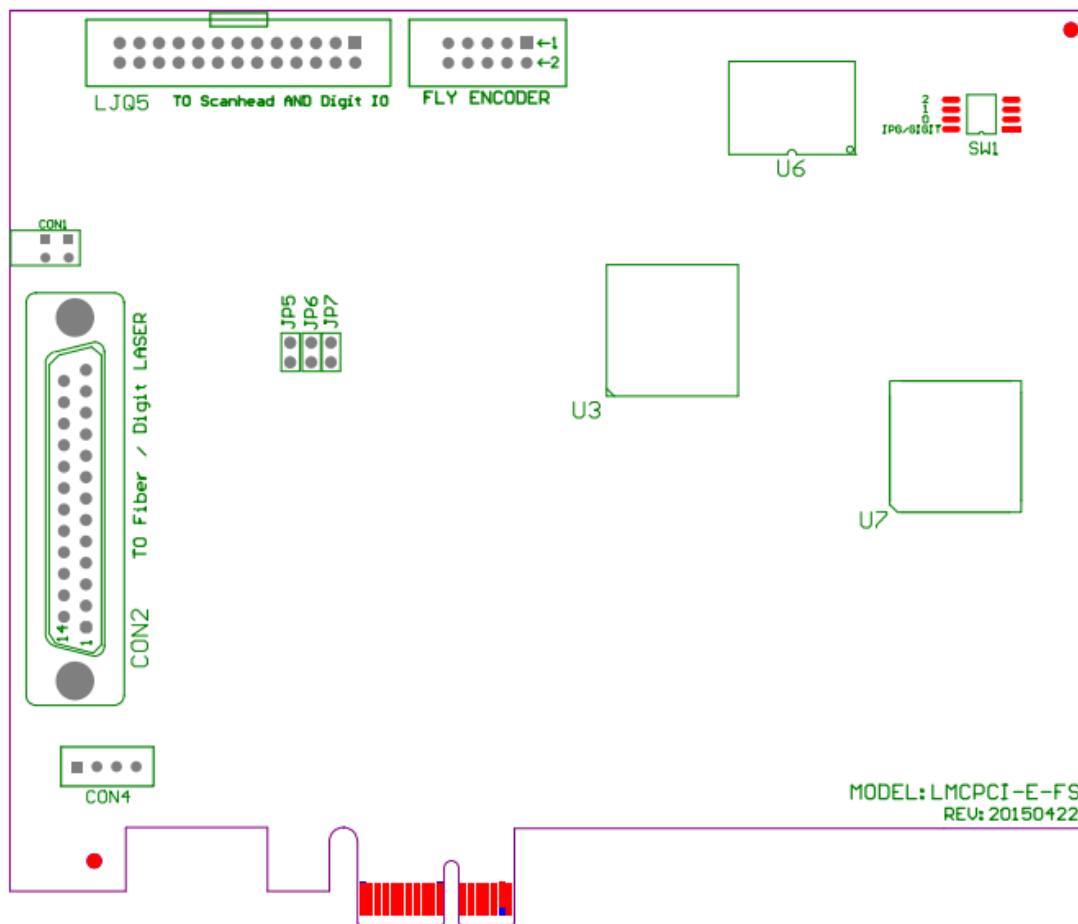 ←1
←2
LJQ5 TO Scanhead AND Digit IO
FLY ENCODER
2
1
0
IPG/DIGIT
SW1
U6
CON1
JP5
JP6
JP7
TO Fiber / Digit LASER
U3
U7
14
1
CON2
CON4
MODEL:LMCPCI-E-FS
REV:20150422